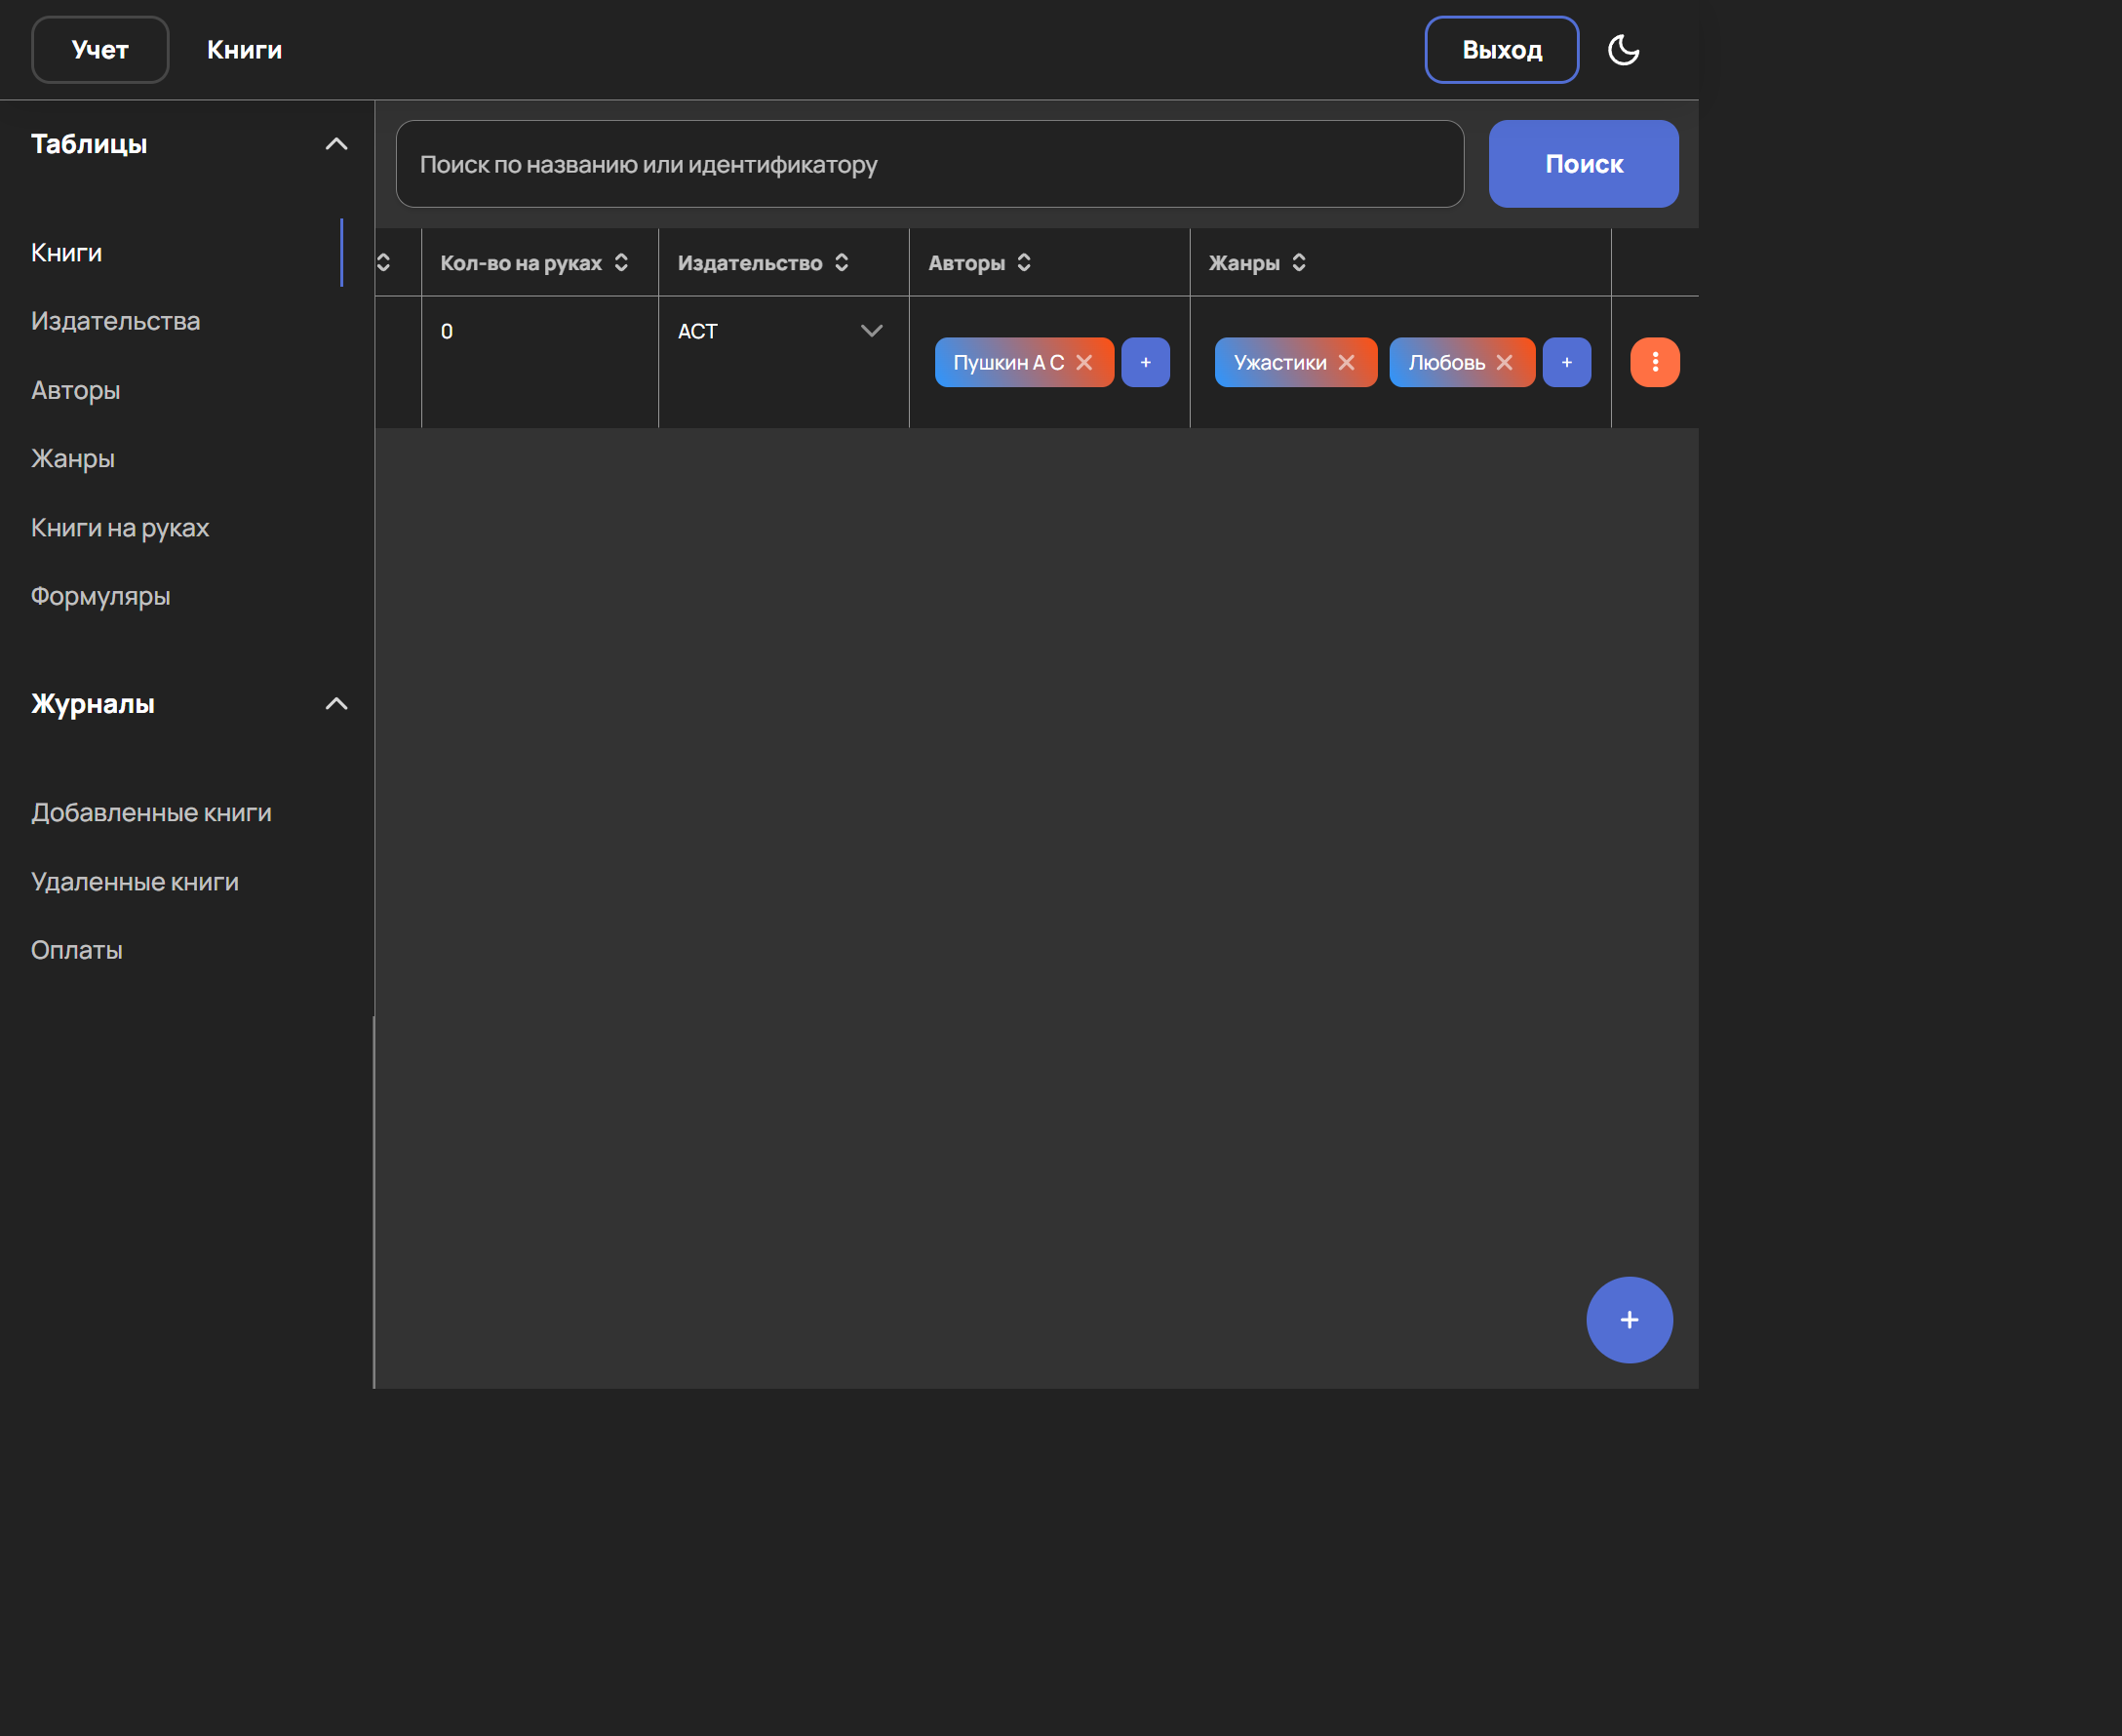 Учет
Книги
Выход
Таблицы
Поиск по названию или идентификатору
Поиск
Книги
Издательства
Авторы
Жанры
Книги на руках
Формуляры
Кол-во на руках
Издательство
Авторы
Жанры
0
АСТ
Пушкин А С
+
Ужастики
Любовь
+
Журналы
Добавленные книги
Удаленные книги
Оплаты
+